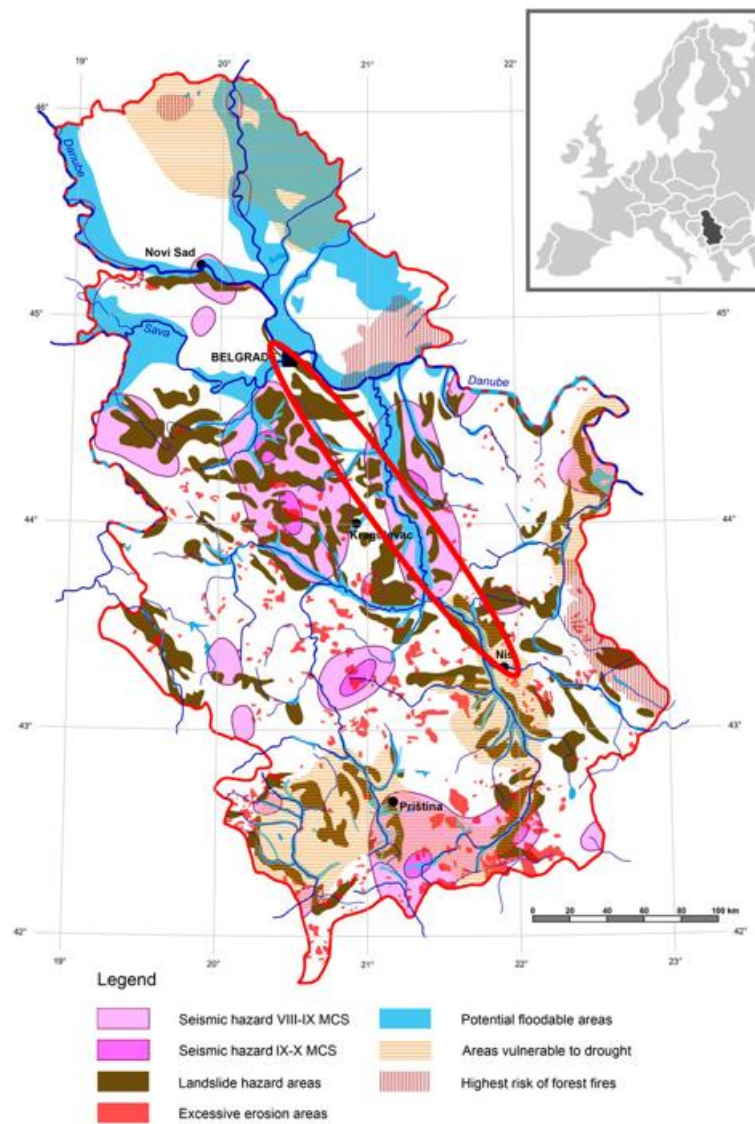 19° 20° 21° 22°
46°
Danube
Novi Sad
45° 45°
Sava
BELGRADE
Danube
44° 44°
Kragujevac
Niš
43° 43°
Priština
0 20 40 60 80 100 km
42° 42°
19° 20° 21° 22° 23°
Legend
Seismic hazard VIII-IX MCS
Potential floodable areas
Seismic hazard IX-X MCS
Areas vulnerable to drought
Landslide hazard areas
Highest risk of forest fires
Excessive erosion areas